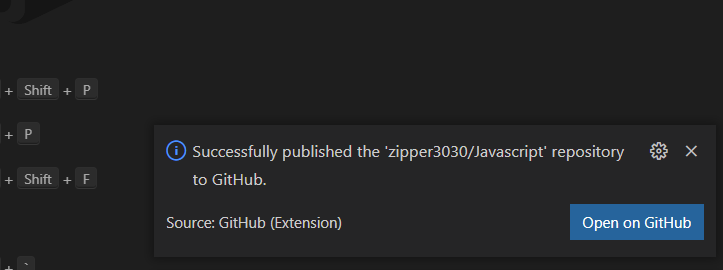 + Shift + P
+ P
Successfully published the 'zipper3030/Javascript' repository
to GitHub.
+ Shift + F
Source: GitHub (Extension)
Open on GitHub
+ `